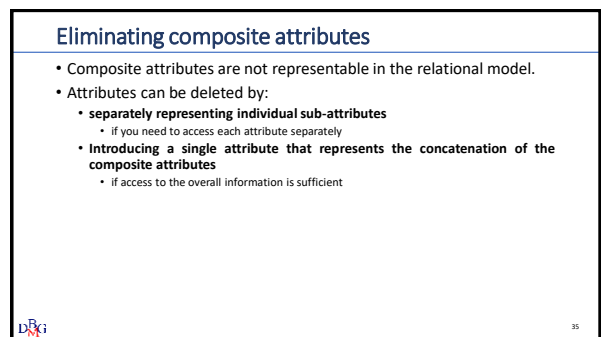 Eliminating composite attributes
• Composite attributes are not representable in the relational model.
• Attributes can be deleted by:
• separately representing individual sub-attributes
• if you need to access each attribute separately
• Introducing a single attribute that represents the concatenation of the
composite attributes
• if access to the overall information is sufficient
DBMG
35